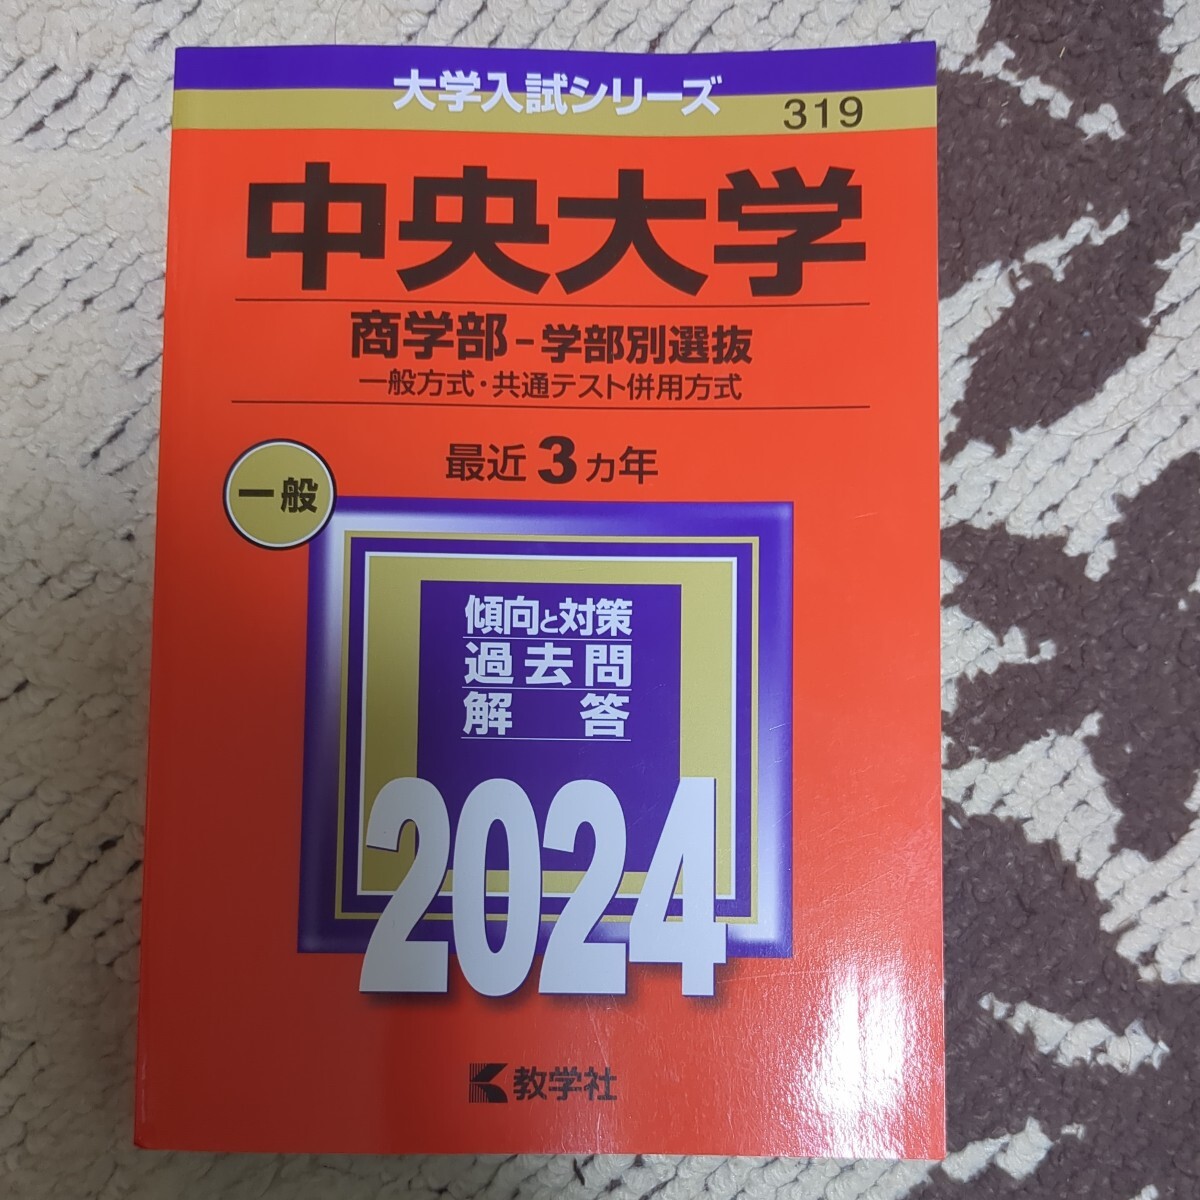 大学入試シリーズ
319
中央大学
商学部-学部別選抜
一般方式・共通テスト併用方式
最近3ヵ年
一般
傾向と対策
過去問
解答
2024
教学社